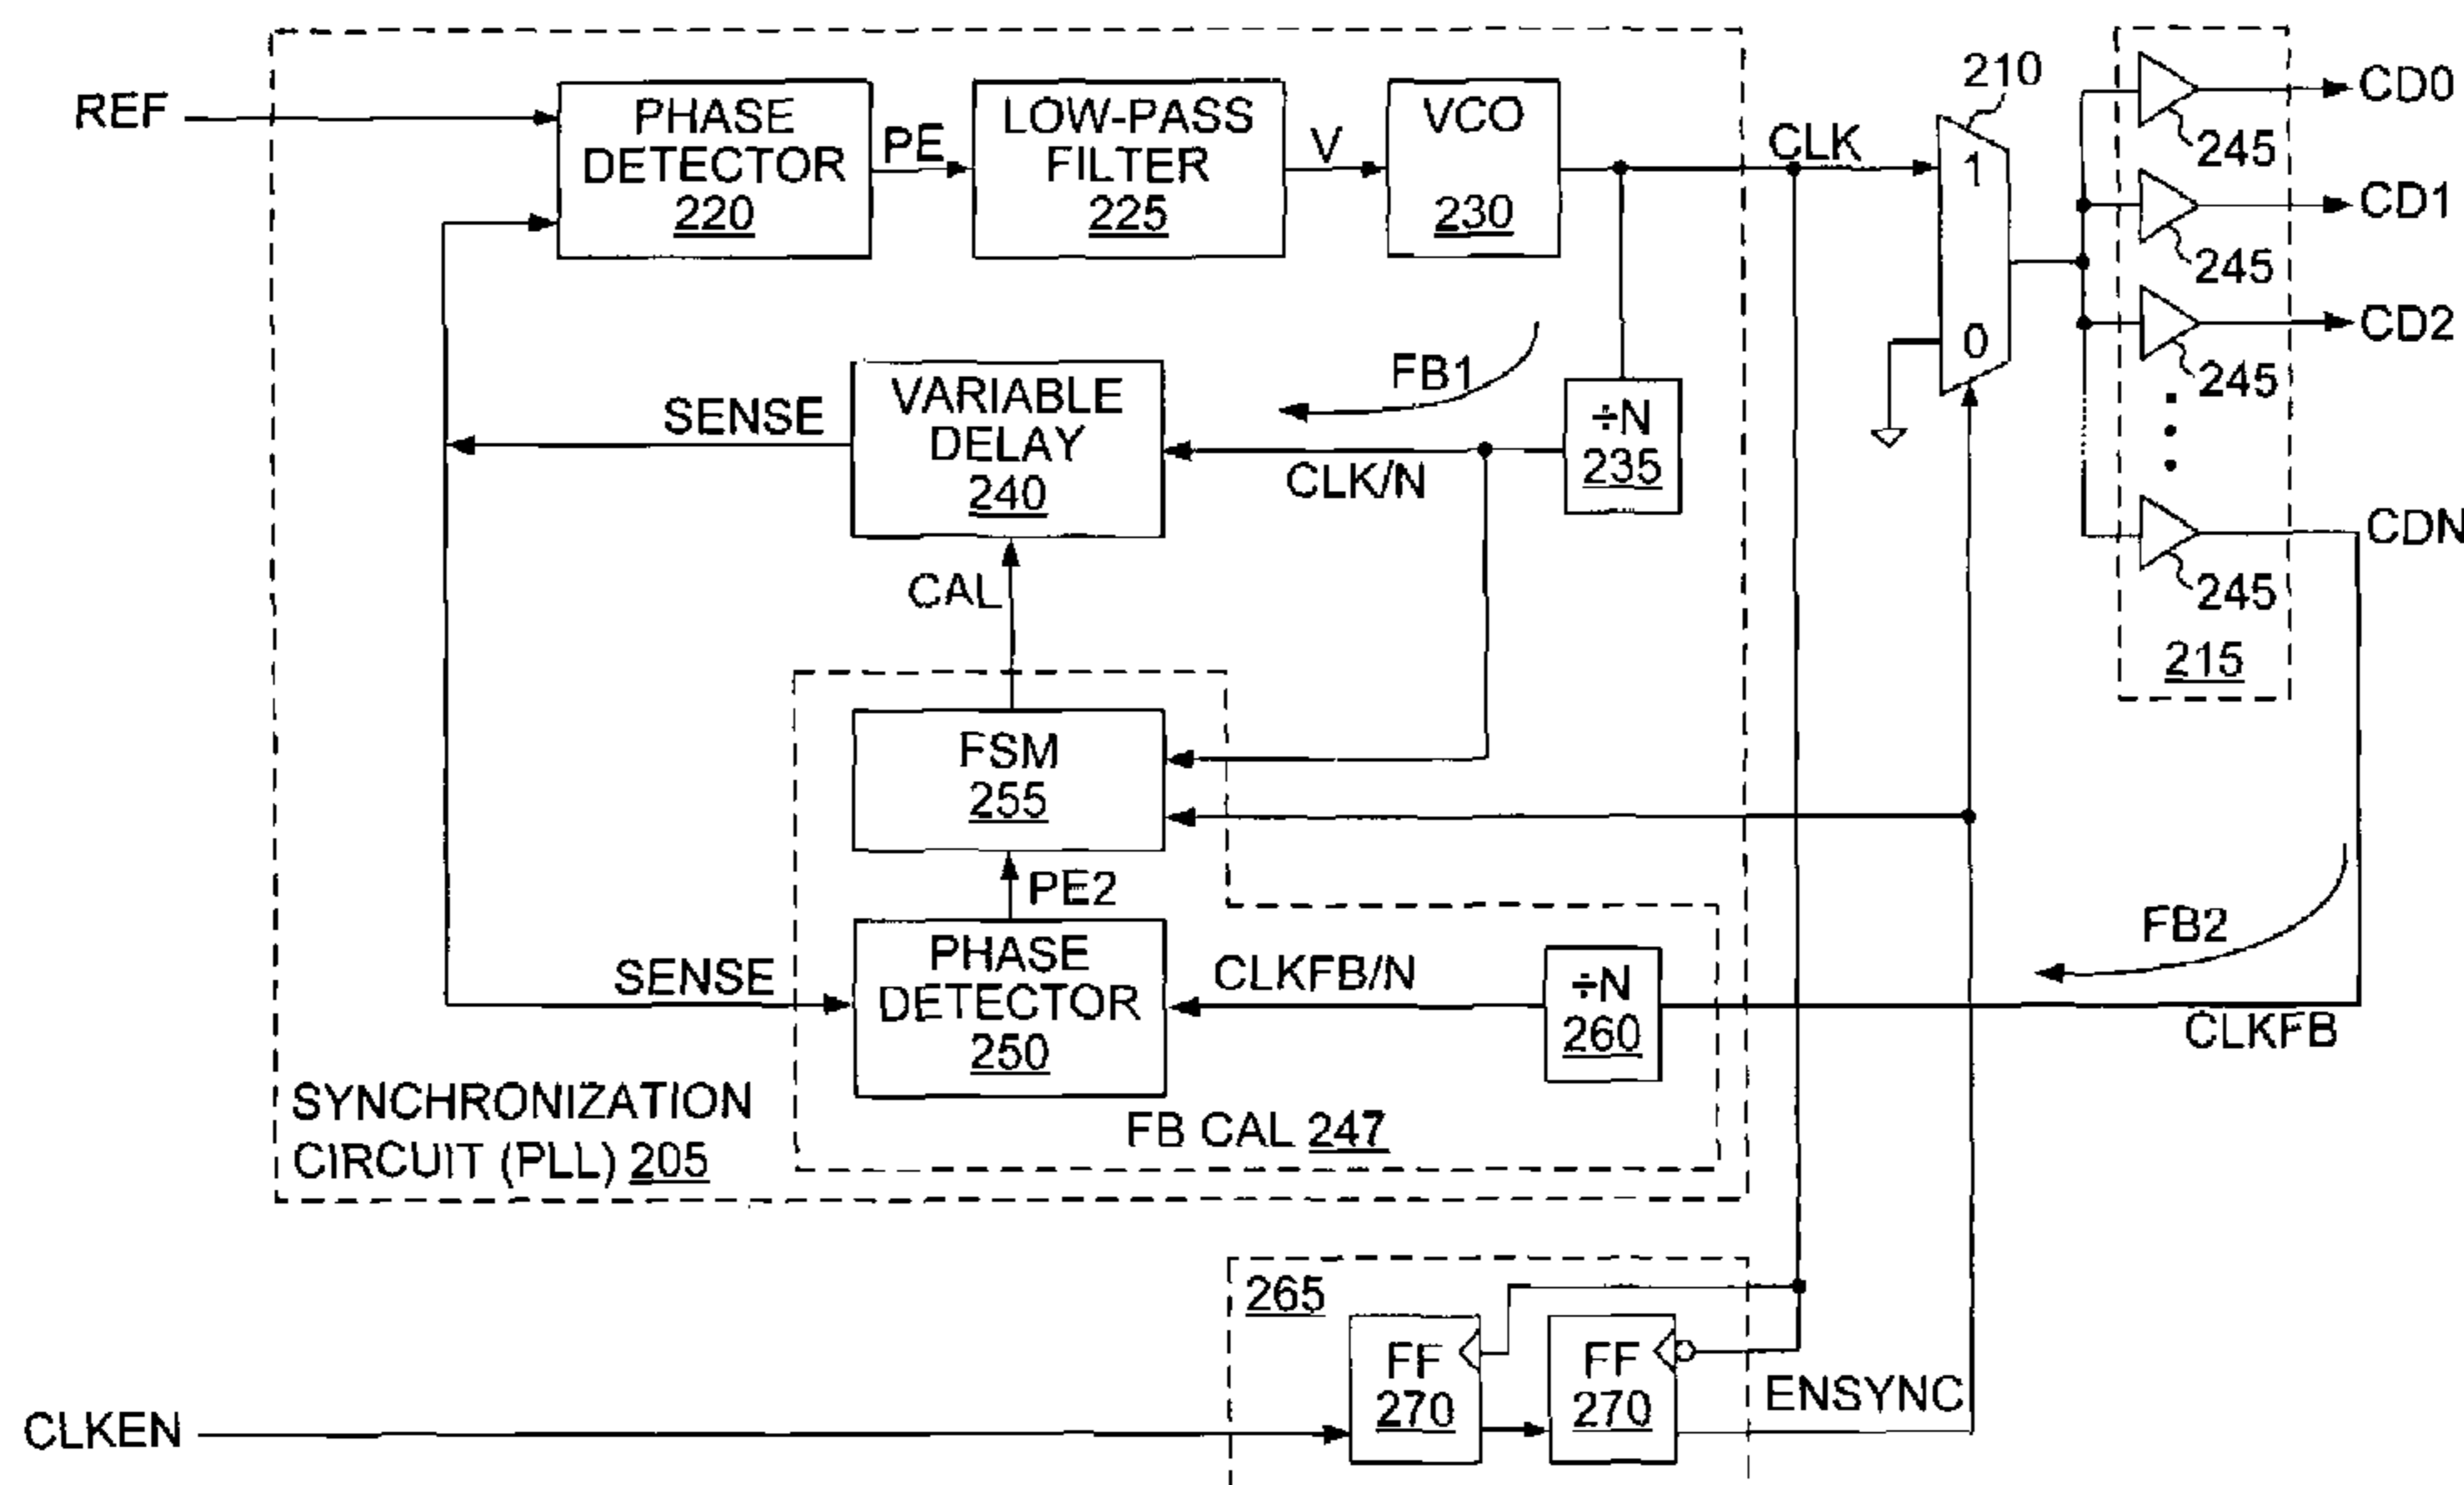 REF
PHASE
DETECTOR
220
PE
LOW-PASS
FILTER
225
V
VCO
230
CLK
210
1
0
245
CD0
245
CD1
245
CD2
245
CDN
215
FB1
÷N
235
CLK/N
VARIABLE
DELAY
240
SENSE
CAL
FSM
255
PE2
PHASE
DETECTOR
250
SENSE
CLKFB/N
÷N
260
FB2
CLKFB
FB CAL 247
SYNCHRONIZATION
CIRCUIT (PLL) 205
265
FF
270
FF
270
ENSYNC
CLKEN